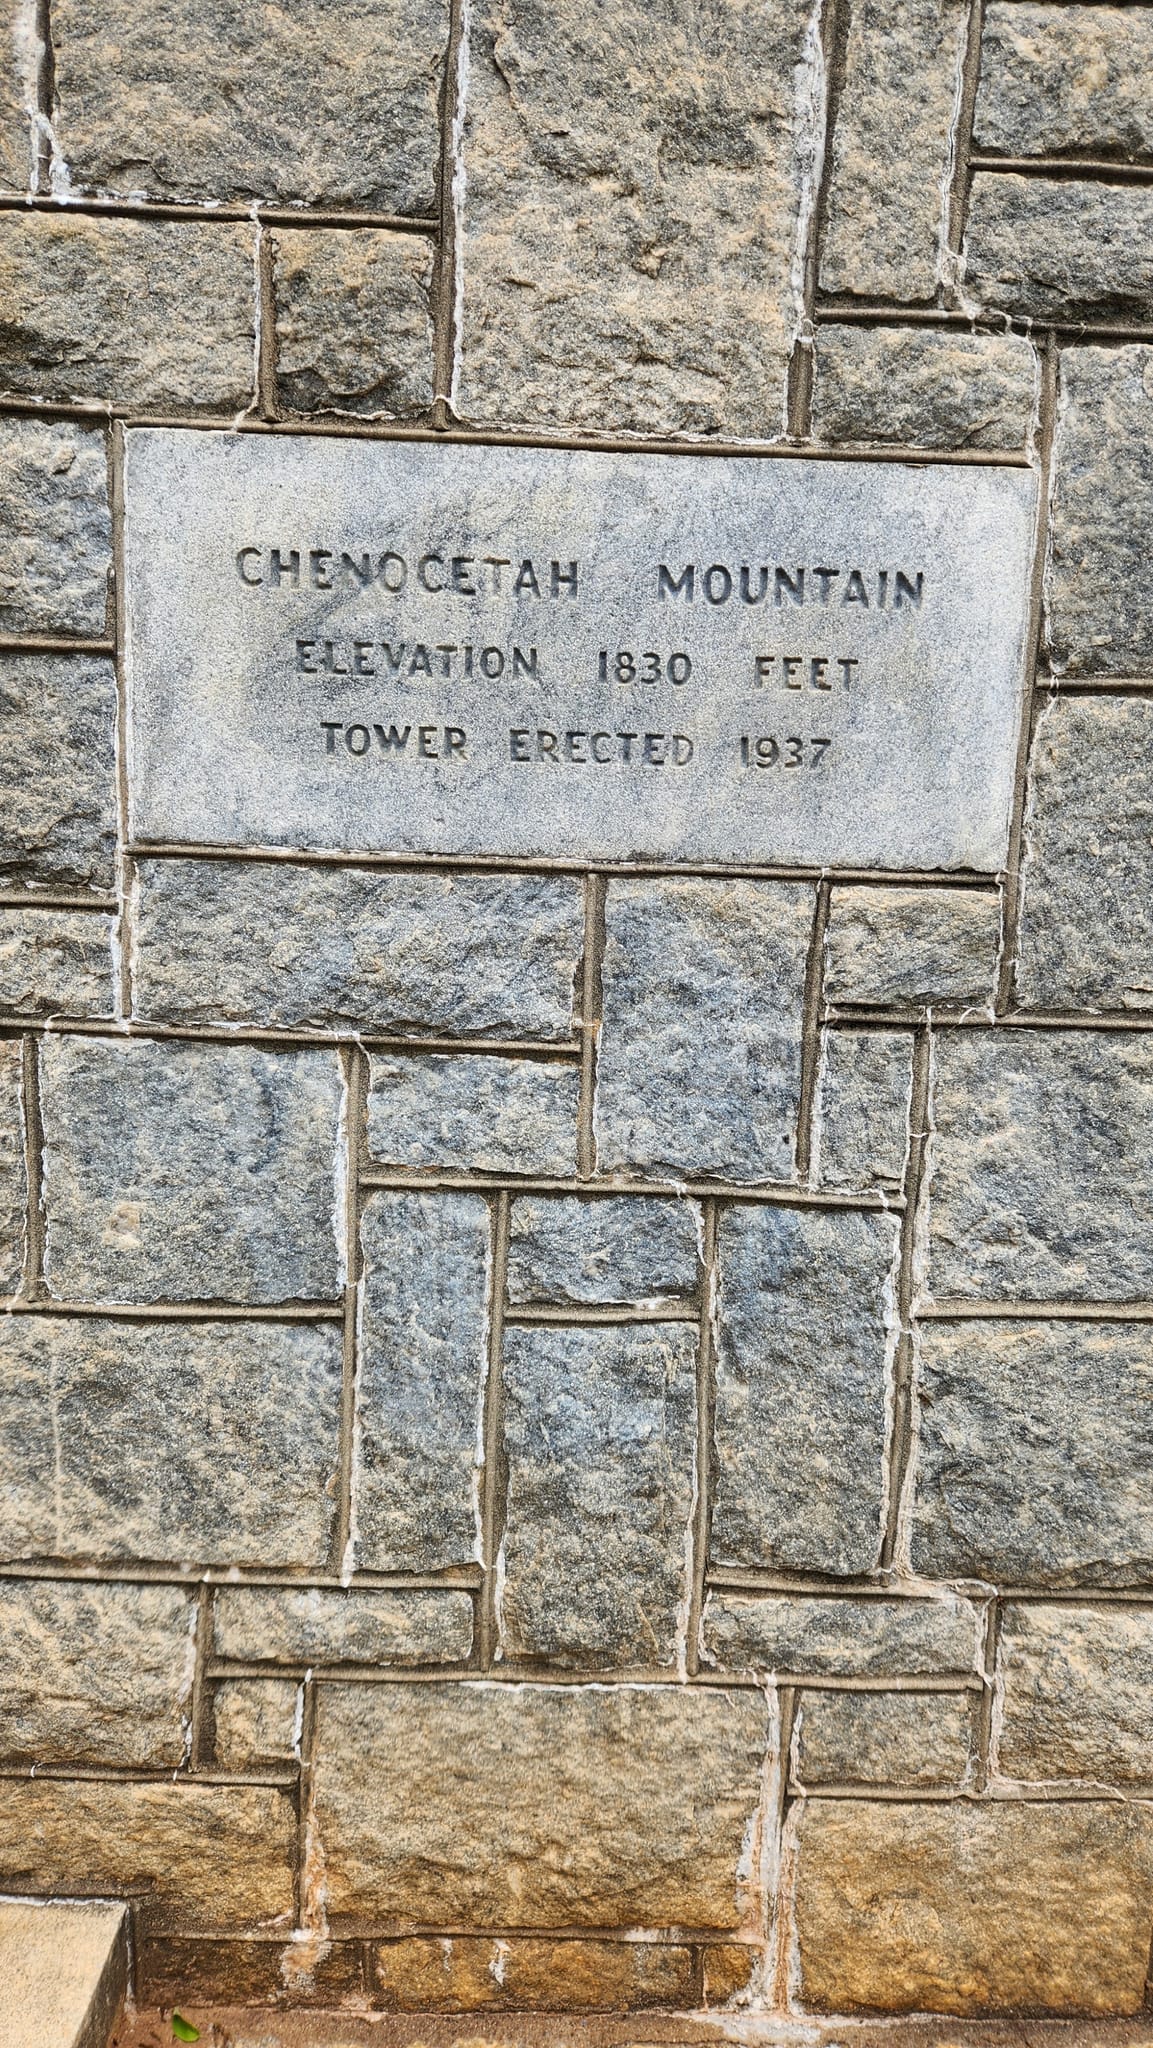 CHENOCETAH MOUNTAIN
ELEVATION 1830 FEET
TOWER ERECTED 1937